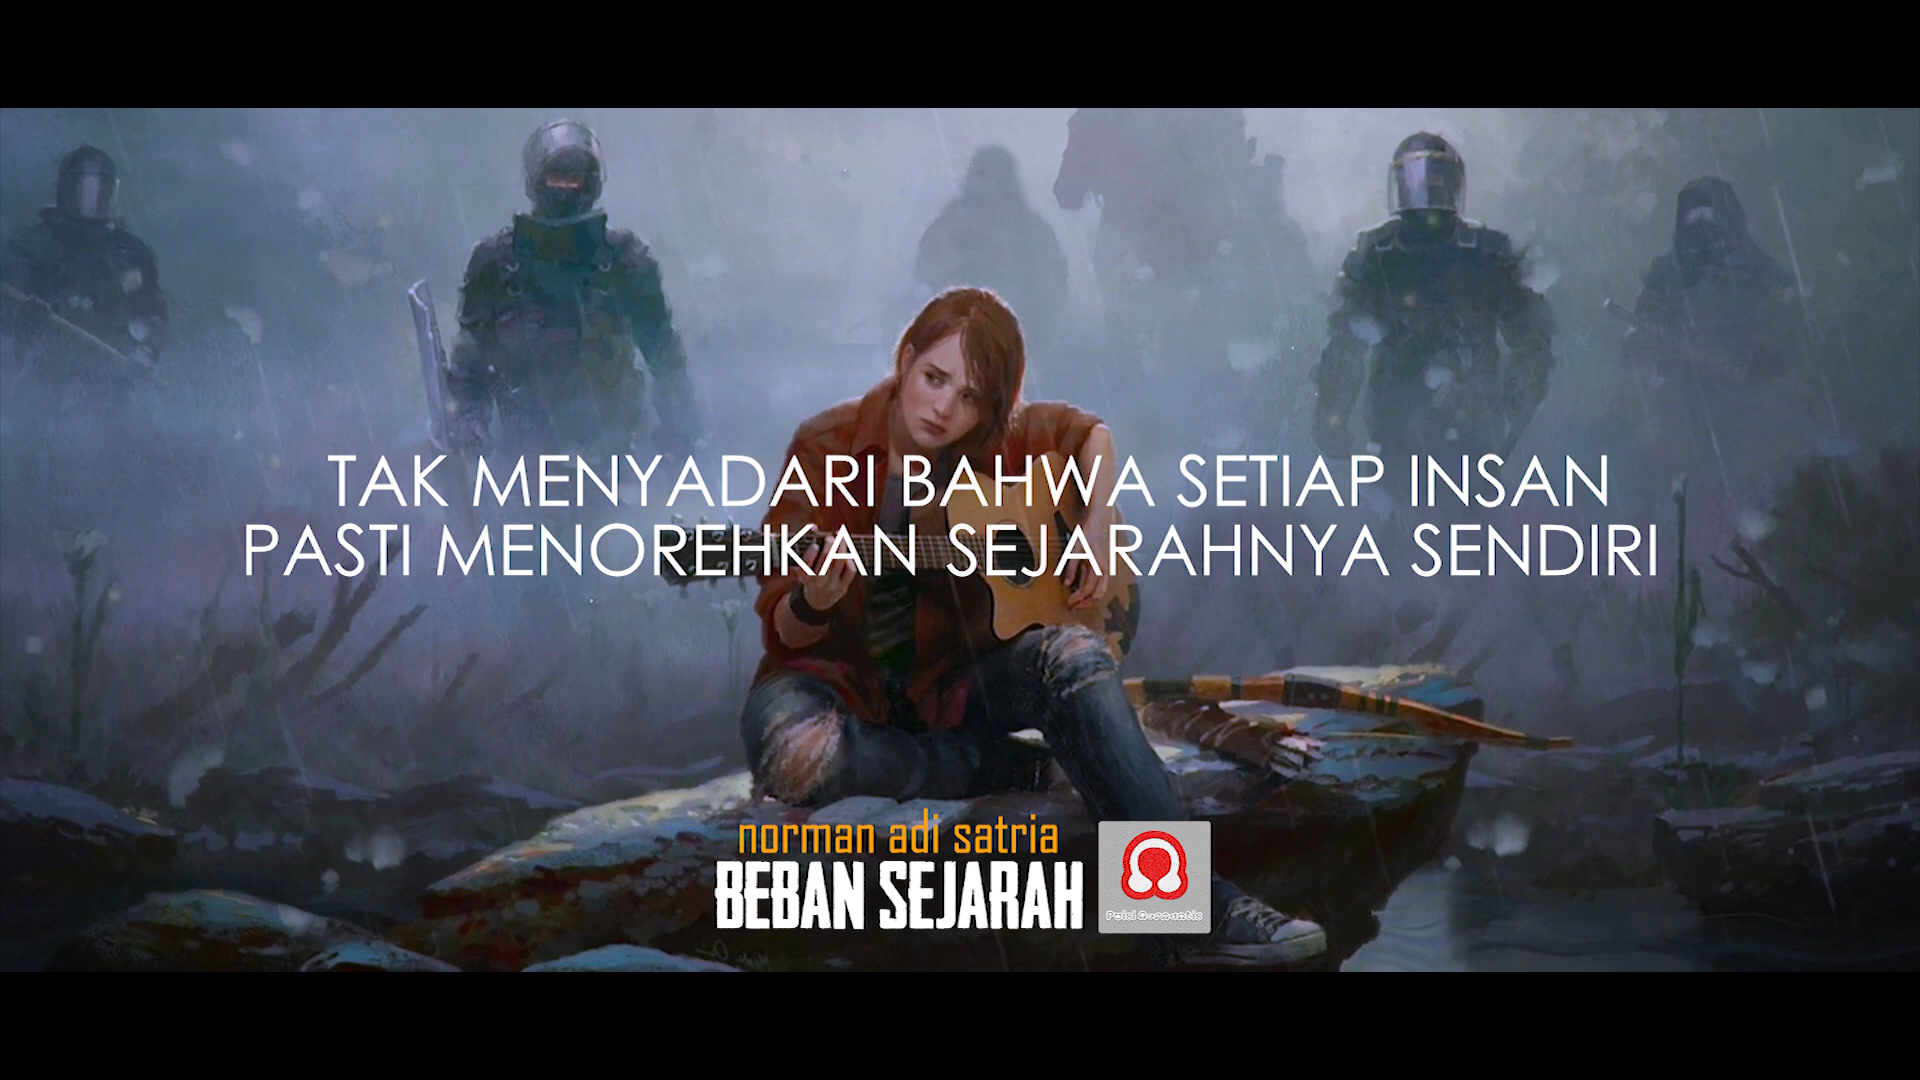 TAK MENYADARI BAHWA SETIAP INSAN
PASTI MENOREHKAN SEJARAHNYA SENDIRI
norman adi satria
BEBAN SEJARAH